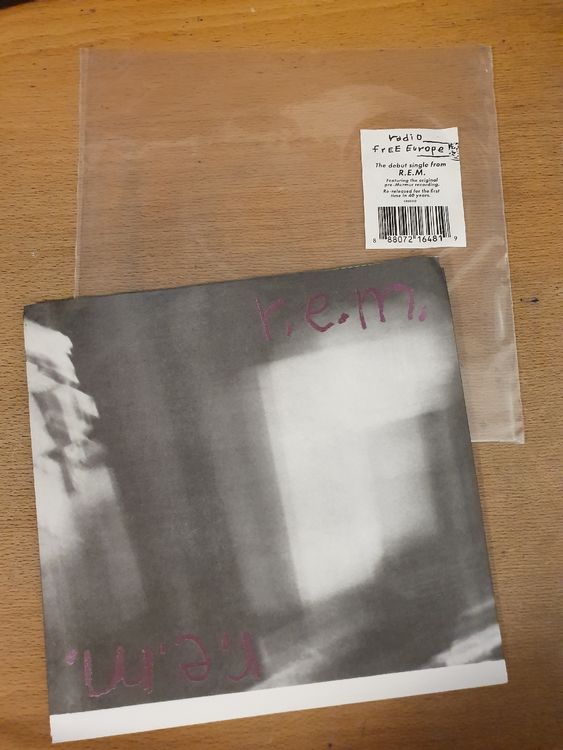 radio
frEE Europe
The debut single from
R.E.M.
Featuring the original
pre-Murmur recording.
Re-released for the first
time in 40 years.
8 88072 16481 9
r.e.m.
r.e.m.